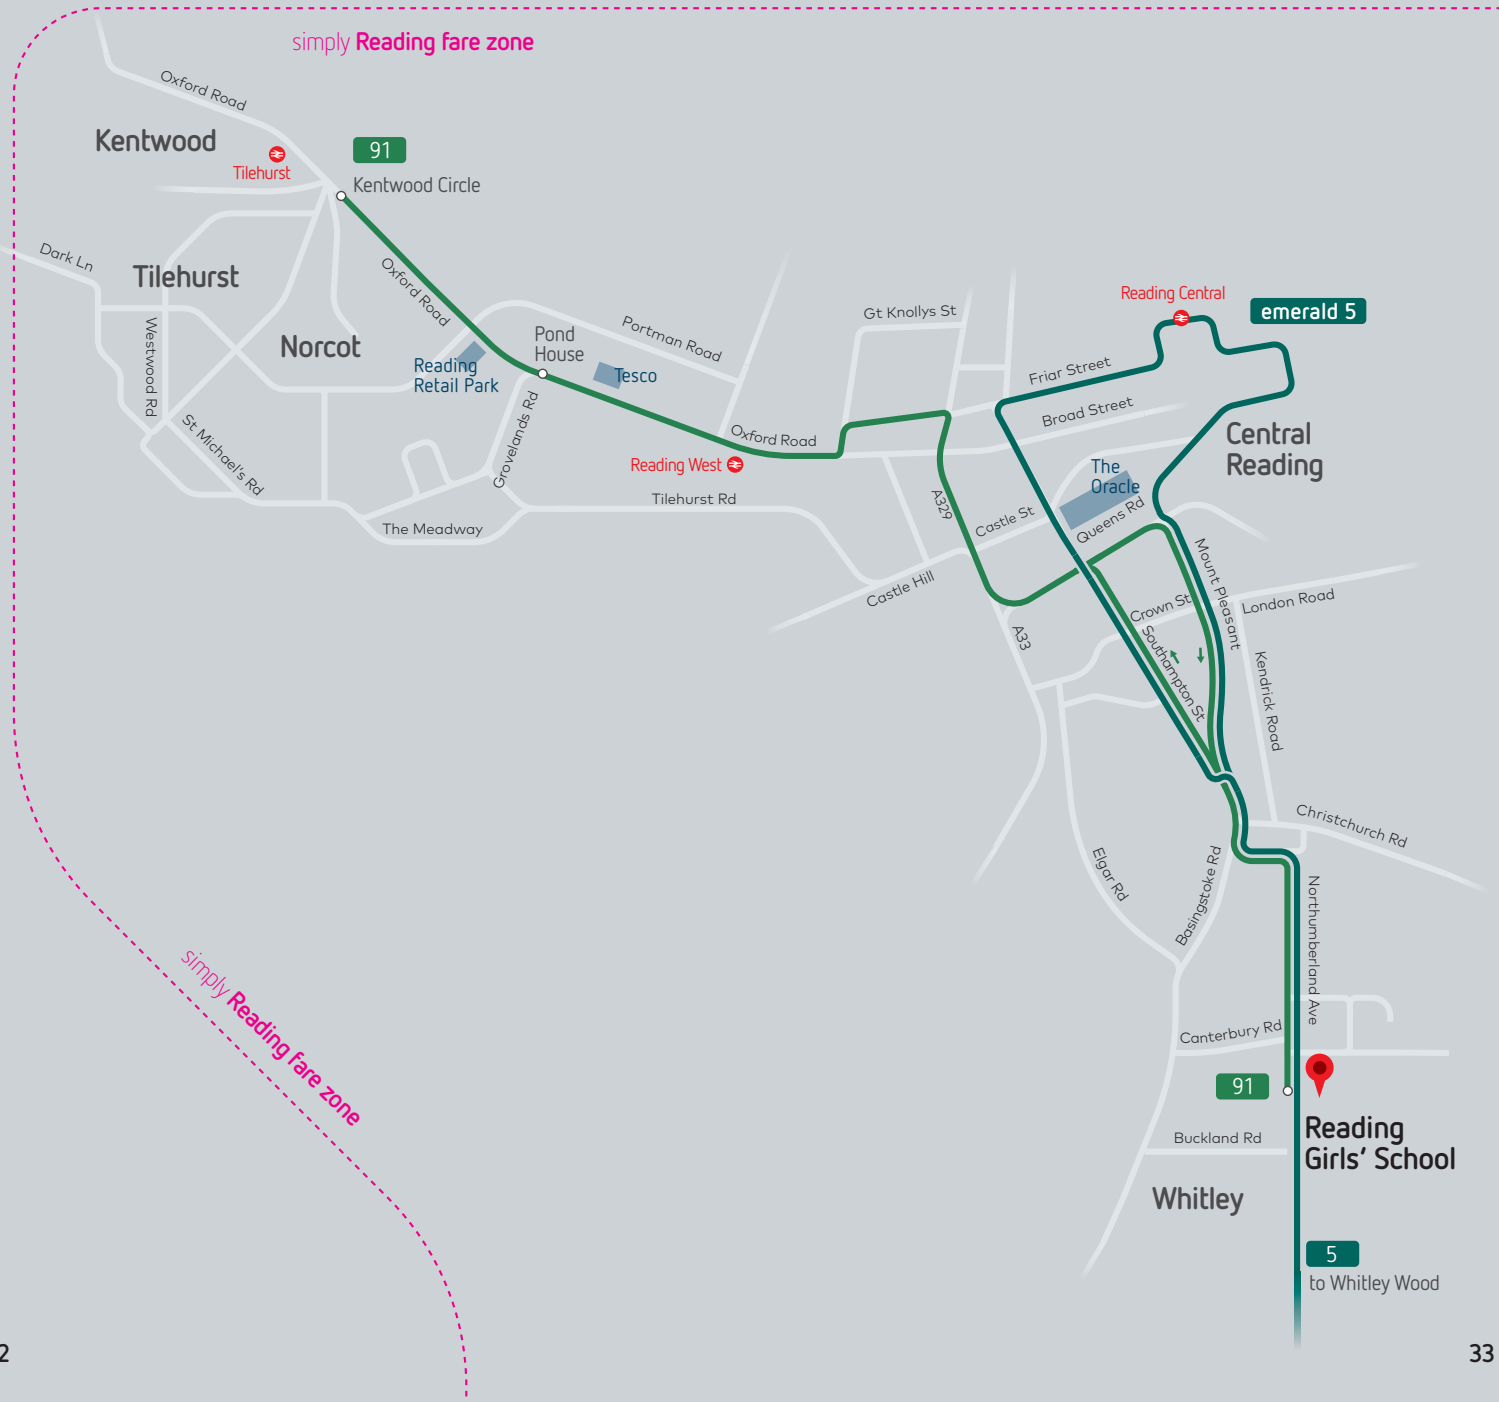 simply Reading fare zone
Oxford Road
Kentwood
91
Tilehurst
Kentwood Circle
Dark Ln
Tilehurst
Oxford Road
Reading Central
emerald 5
Gt Knollys St
Westwood Rd
Norcot
Pond
House
Portman Road
Reading
Retail Park
Tesco
Friar Street
Broad Street
St Michael's Rd
Grovelands Rd
Oxford Road
Central
Reading
Reading West
The
Oracle
Tilehurst Rd
A329
Castle St
Queens Rd
The Meadway
Mount Pleasant
Castle Hill
Crown St
London Road
A33
Southampton St
Kendrick Road
Christchurch Rd
Elgar Rd
Basingstoke Rd
Northumberland Ave
simply Reading fare zone
Canterbury Rd
91
Reading
Girls' School
Buckland Rd
Whitley
5
to Whitley Wood
2
33